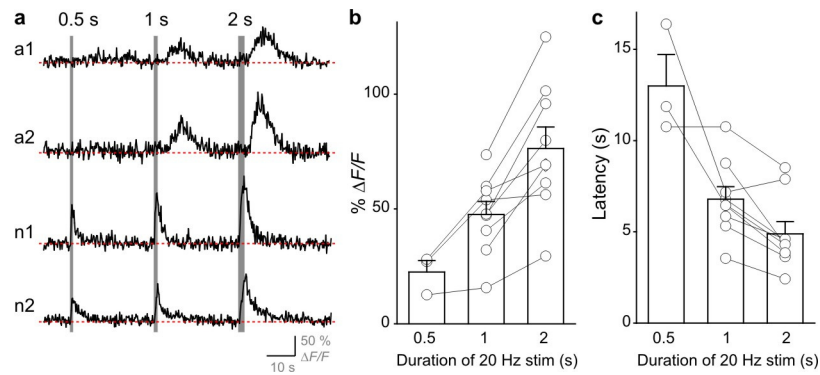 a
0.5 s 1 s 2 s
a1
a2
n1
n2
50 %
ΔF/F
10 s
b
% ΔF/F
100
50
0
0.5 1 2
Duration of 20 Hz stim (s)
c
Latency (s)
15
10
5
0
0.5 1 2
Duration of 20 Hz stim (s)